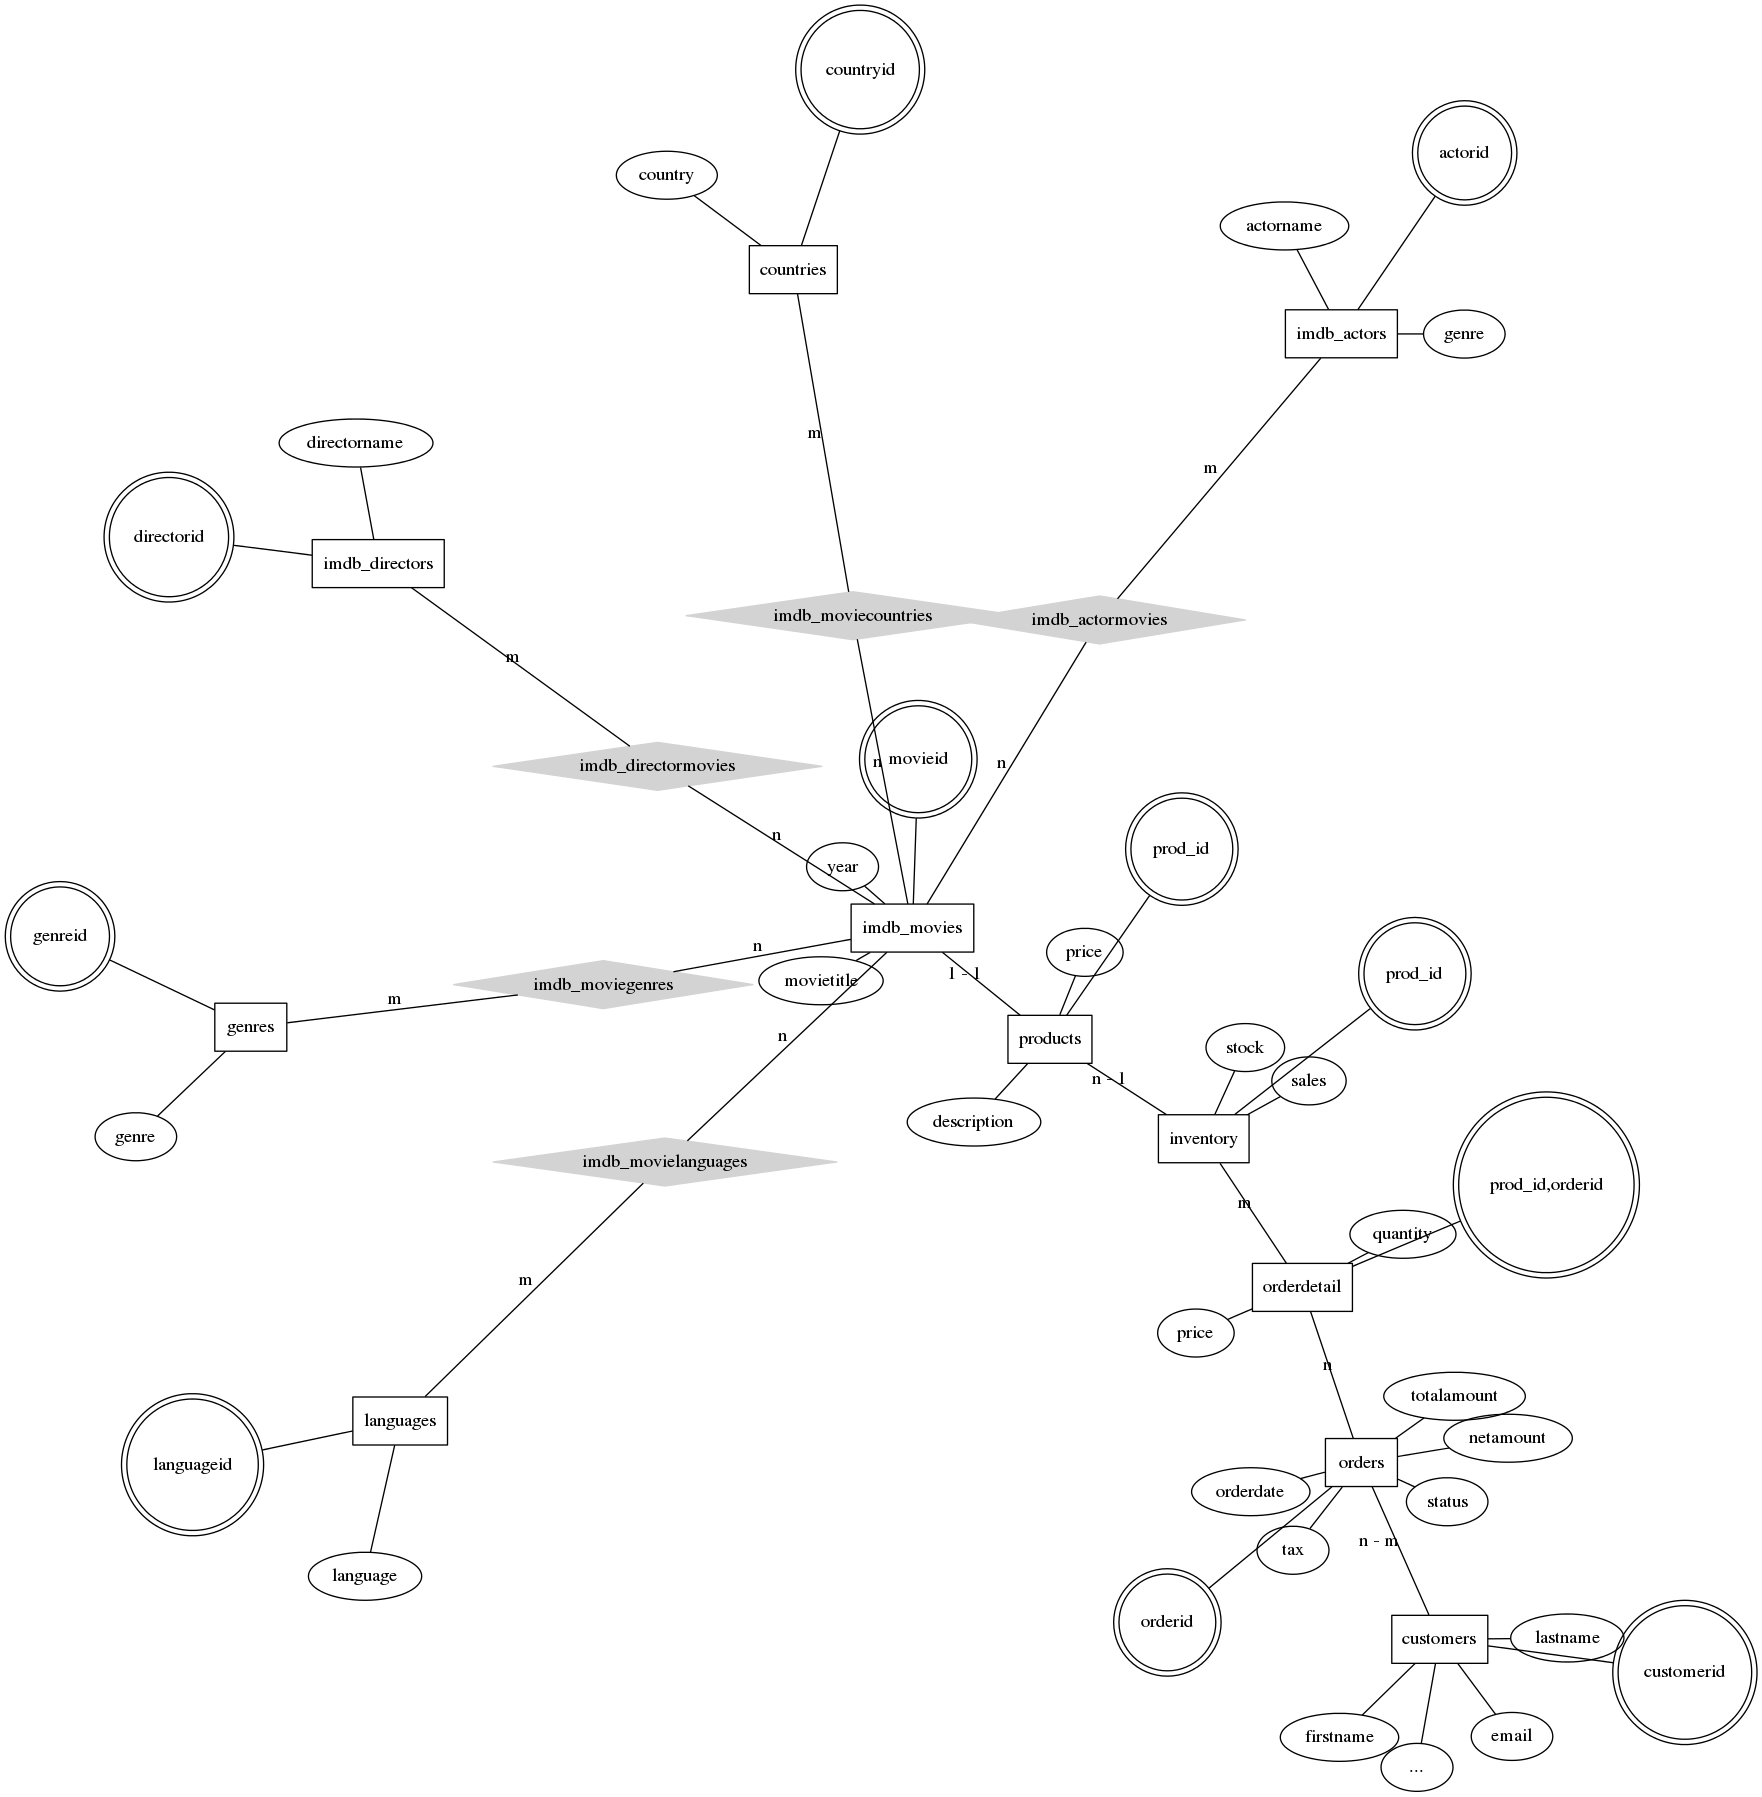 countryid
actorid
country
actorname
countries
imdb_actors
genre
m
directorname
m
directorid
imdb_directors
imdb_moviecountries
imdb_actormovies
m
movieid
n
n
imdb_directormovies
n
prod_id
year
imdb_movies
genreid
n
price
1 - 1
prod_id
movietitle
imdb_moviegenres
m
genres
products
n
stock
n - 1
sales
description
genre
inventory
imdb_movielanguages
prod_id,orderid
m
quantity
m
orderdetail
price
n
totalamount
languages
netamount
languageid
orders
orderdate
status
n - m
tax
language
orderid
customers
lastname
customerid
firstname
email
...